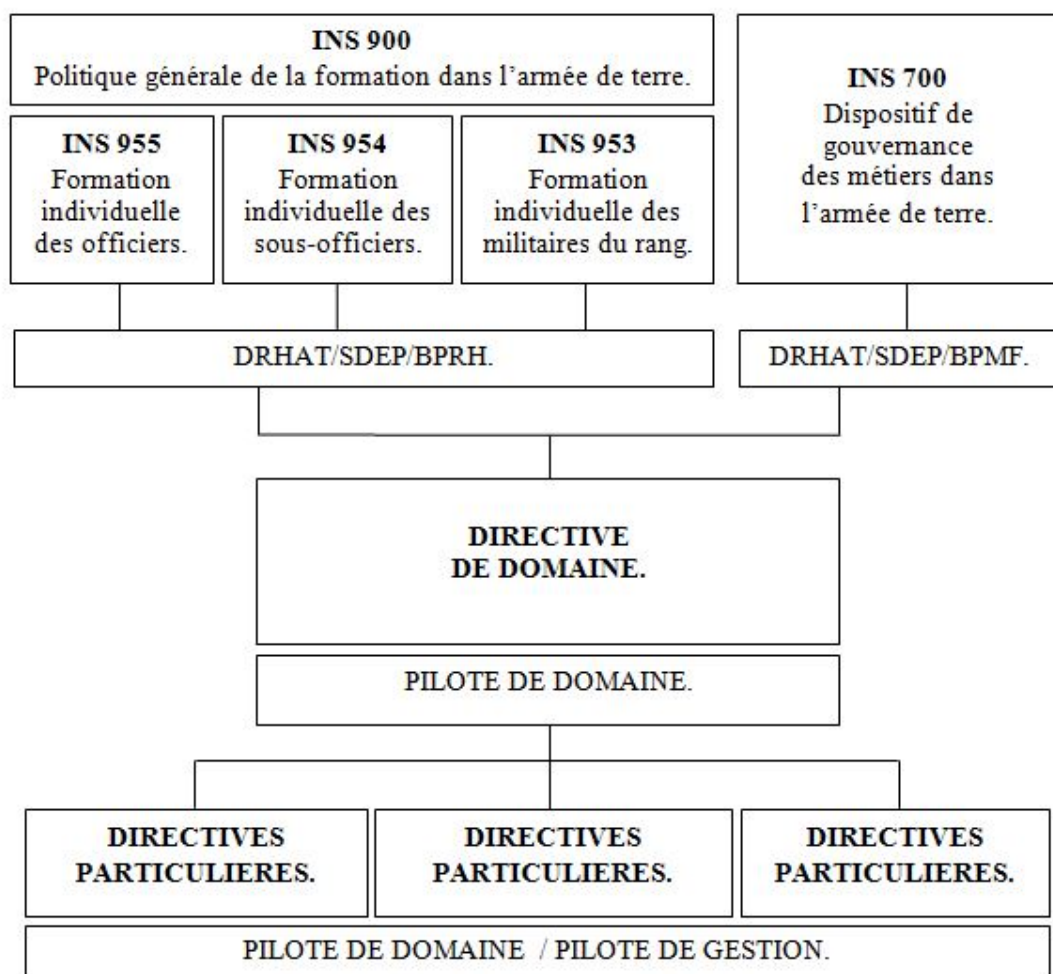 INS 900
Politique générale de la formation dans l'armée de terre.
INS 955
Formation
individuelle
des officiers.
INS 954
Formation
individuelle des
sous-officiers.
INS 953
Formation
individuelle des
militaires du rang.
INS 700
Dispositif de
gouvernance
des métiers dans
l'armée de terre.
DRHAT/SDEP/BPRH.
DRHAT/SDEP/BPMF.
DIRECTIVE
DE DOMAINE.
PILOTE DE DOMAINE.
DIRECTIVES
PARTICULIERES.
DIRECTIVES
PARTICULIERES.
DIRECTIVES
PARTICULIERES.
PILOTE DE DOMAINE / PILOTE DE GESTION.